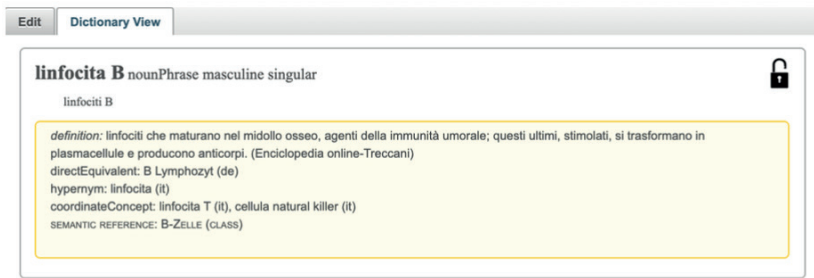 Edit Dictionary View
linfocita B nounPhrase masculine singular
linfociti B
definition: linfociti che maturano nel midollo osseo, agenti della immunità umorale; questi ultimi, stimolati, si trasformano in
plasmacellule e producono anticorpi. (Enciclopedia online-Treccani)
directEquivalent: B Lymphozyt (de)
hypernym: linfocita (it)
coordinateConcept: linfocita T (it), cellula natural killer (it)
SEMANTIC REFERENCE: B-ZELLE (CLASS)